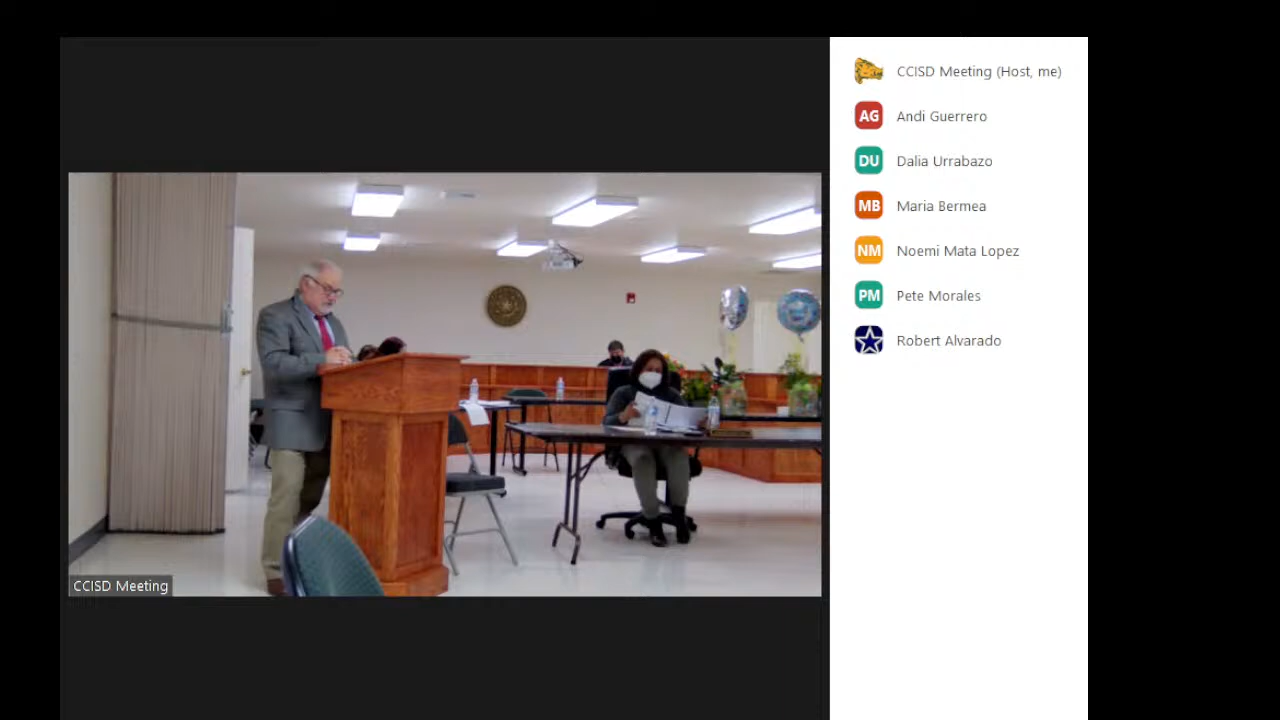 CCISD Meeting (Host, me)
AG Andi Guerrero
DU Dalia Urrabazo
MB Maria Bermea
NM Noemi Mata Lopez
PM Pete Morales
Robert Alvarado
CCISD Meeting